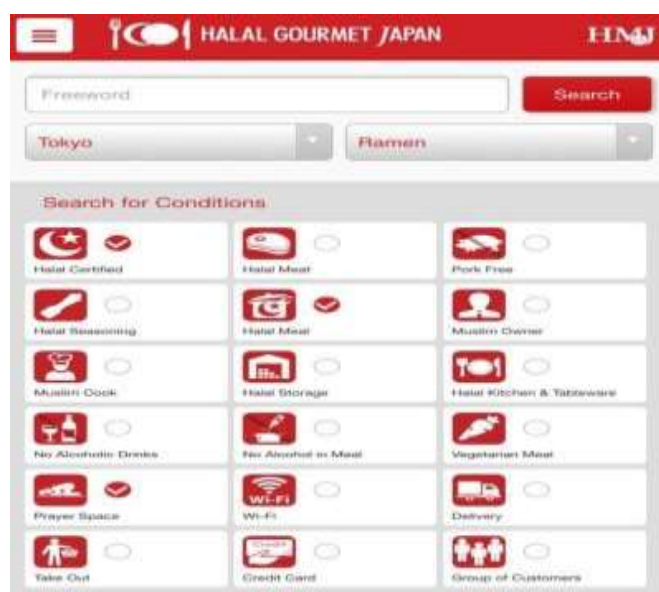 HALAL GOURMET JAPAN HMJ
Freeword Search
Tokyo Ramen
Search for Conditions
Halal Certified Halal Meat Pork Free
Halal Seasoning Halal Meal Muslim Owner
Muslim Cook Halal Storage Halal Kitchen & Tableware
No Alcoholic Drinks No Alcohol in Meal Vegetarian Meal
Wi-Fi
Prayer Space Wi-Fi Delivery
Credit
Take Out Credit Card Group of Customers